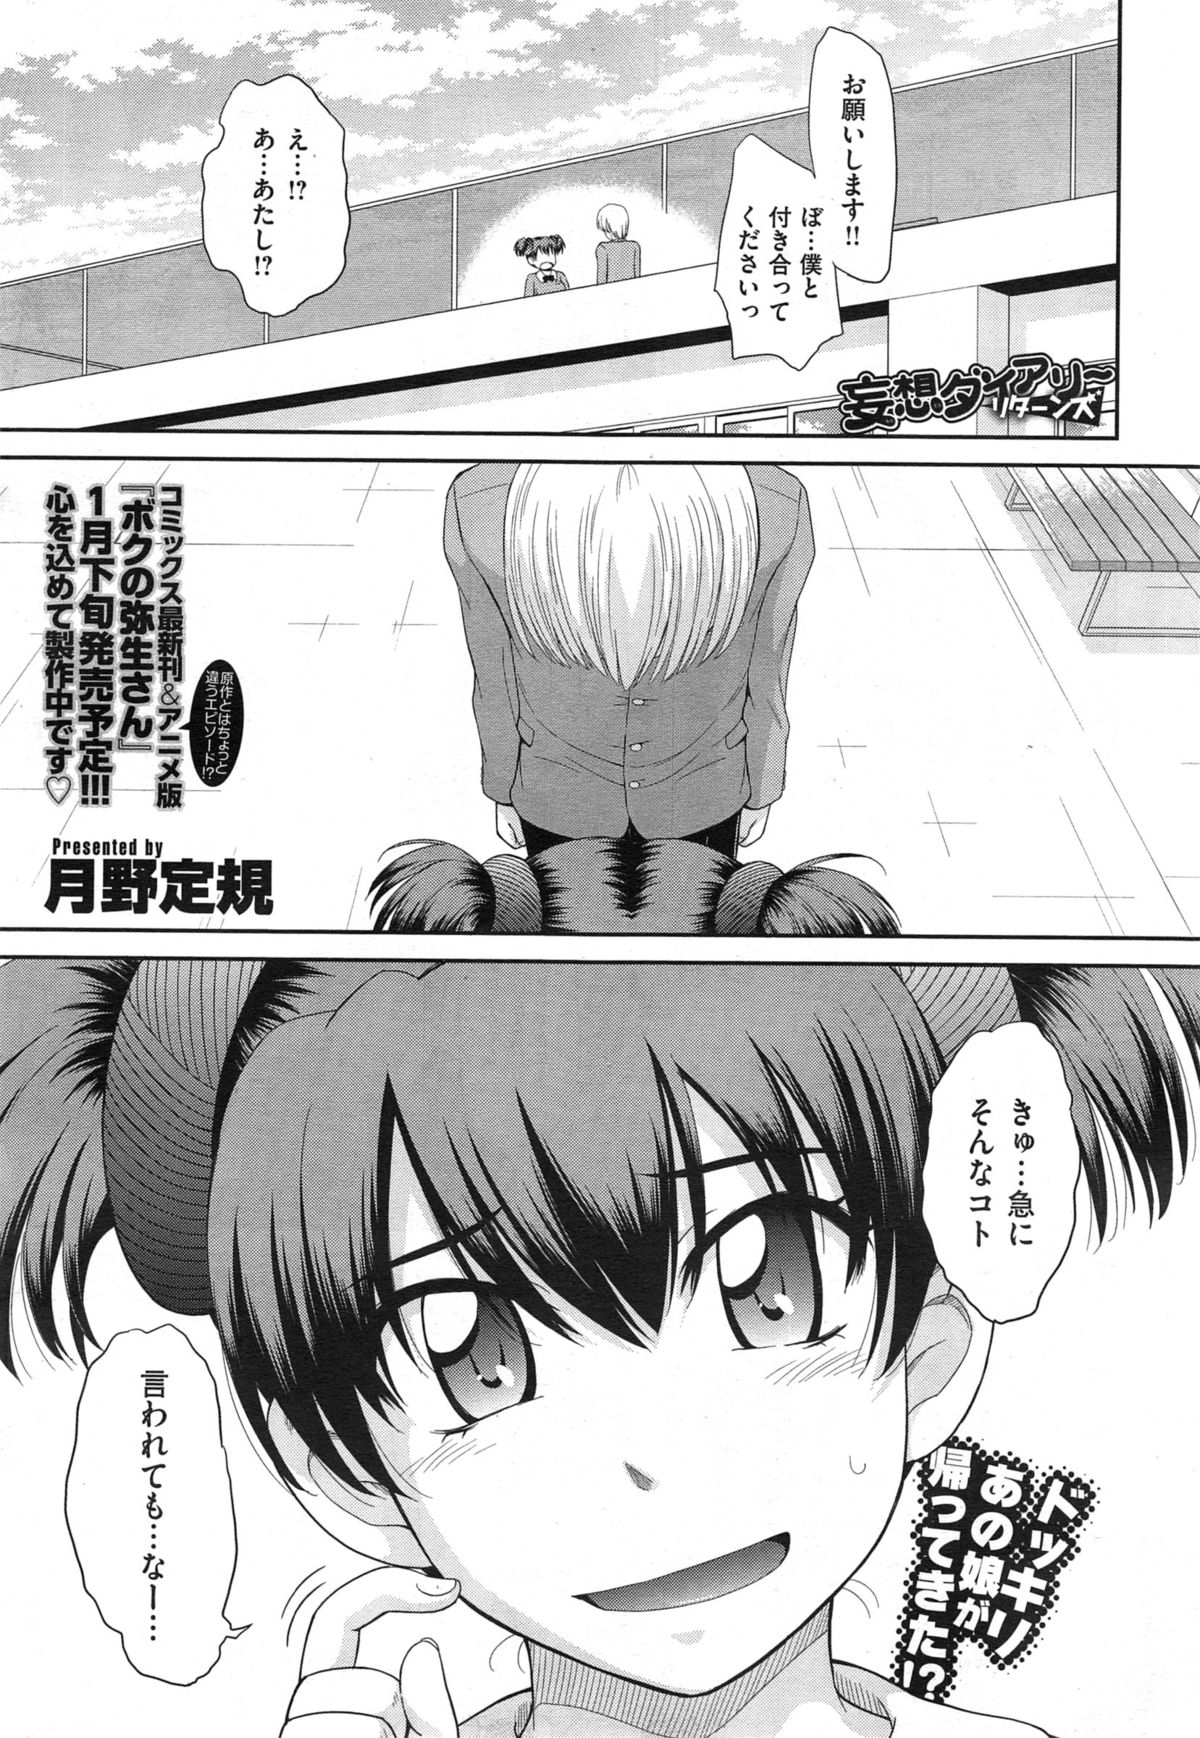 お願いします!!
ぼ…僕と
付き合って
くださいっ
え…!?
あ…あたし!?
妄想ダイアリー
リターンズ
コミックス最新刊&アニメ版
『ボクの弥生さん』
1月下旬発売予定!!!
心を込めて製作中です♡
原作とはちょっと
違うエピソード!?
Presented by
月野定規
きゅ…急に
そんなコト
言われても…なー…
ドッキリ
あの娘が
帰ってきた!?